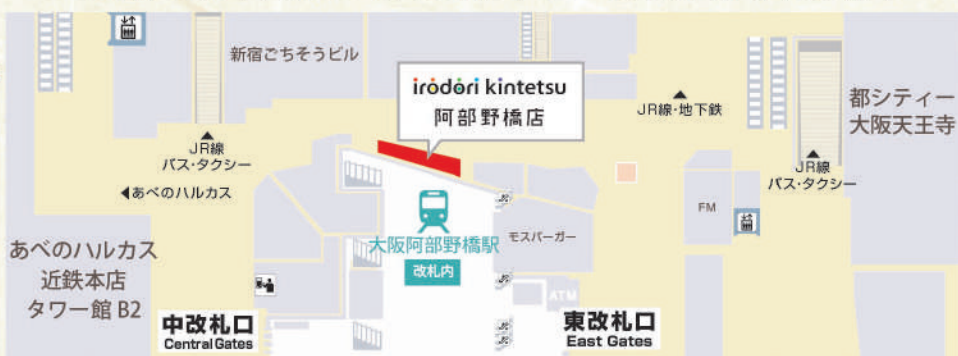 新宿ごちそうビル
irodori kintetsu
阿部野橋店
▲
JR線・地下鉄
都シティー
大阪天王寺
▲
JR線
バス・タクシー
▲
JR線
バス・タクシー
◀あべのハルカス
FM
モスバーガー
大阪阿部野橋駅
改札内
あべのハルカス
近鉄本店
タワー館 B2
ATM
中改札口
Central Gates
東改札口
East Gates